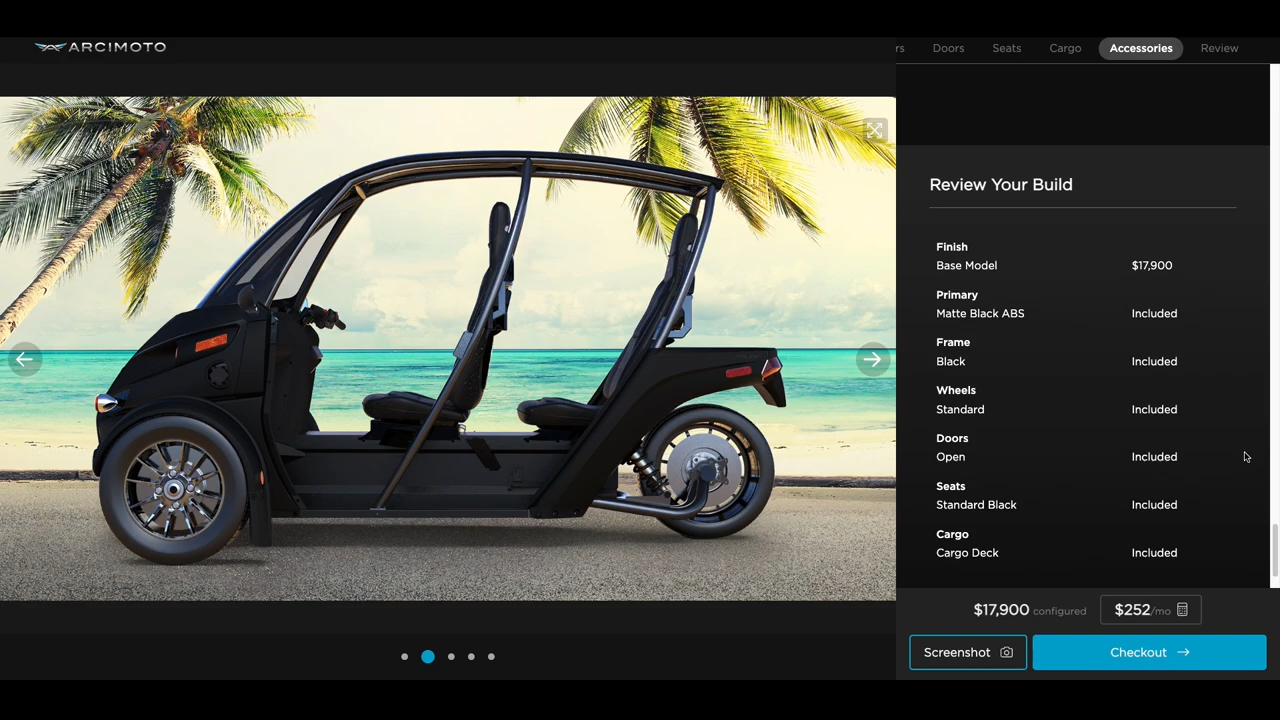 ARCIMOTO
rs Doors Seats Cargo Accessories Review
Review Your Build
Finish
Base Model $17,900
Primary
Matte Black ABS Included
Frame
Black Included
Wheels
Standard Included
Doors
Open Included
Seats
Standard Black Included
Cargo
Cargo Deck Included
$17,900 configured $252/mo
Screenshot Checkout